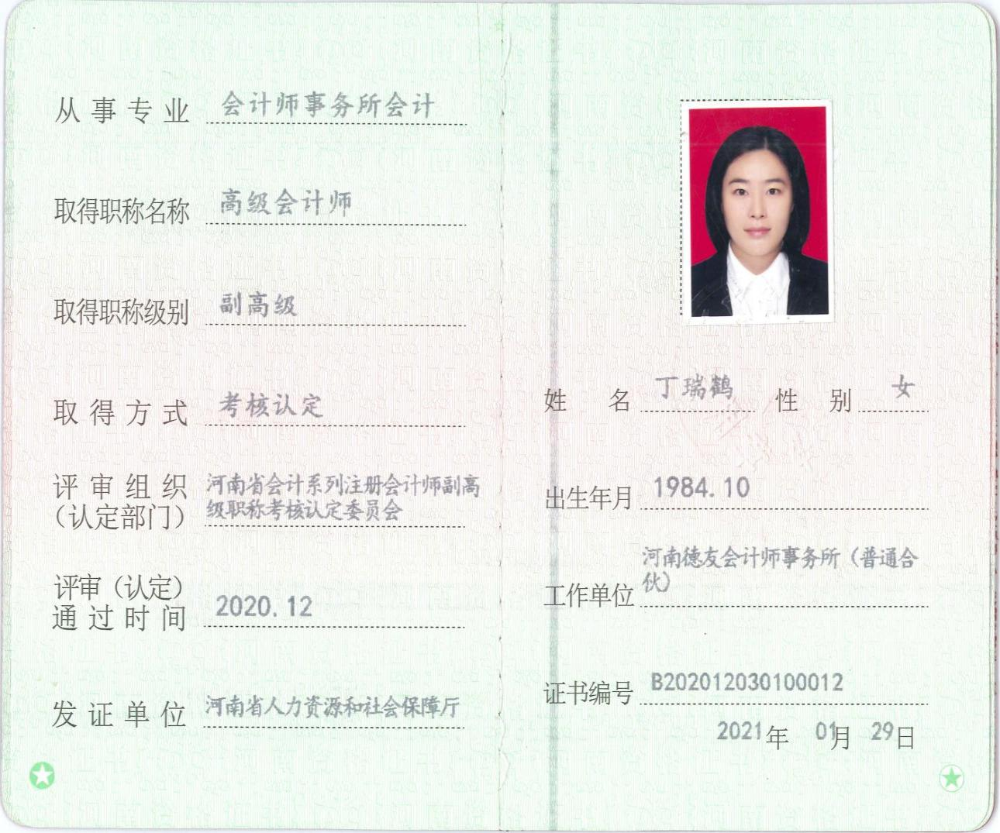 从事专业 会计师事务所会计
取得职称名称 高级会计师
取得职称级别 副高级
取得方式 考核认定
评审组织 河南省会计系列注册会计师副高
（认定部门） 级职称考核认定委员会
评审（认定）
通过时间 2020.12
发证单位 河南省人力资源和社会保障厅
姓名 丁瑞鹤 性别 女
出生年月 1984.10
河南德友会计师事务所（普通合
工作单位 伙）
证书编号 B202012030100012
2021年 01月 29日